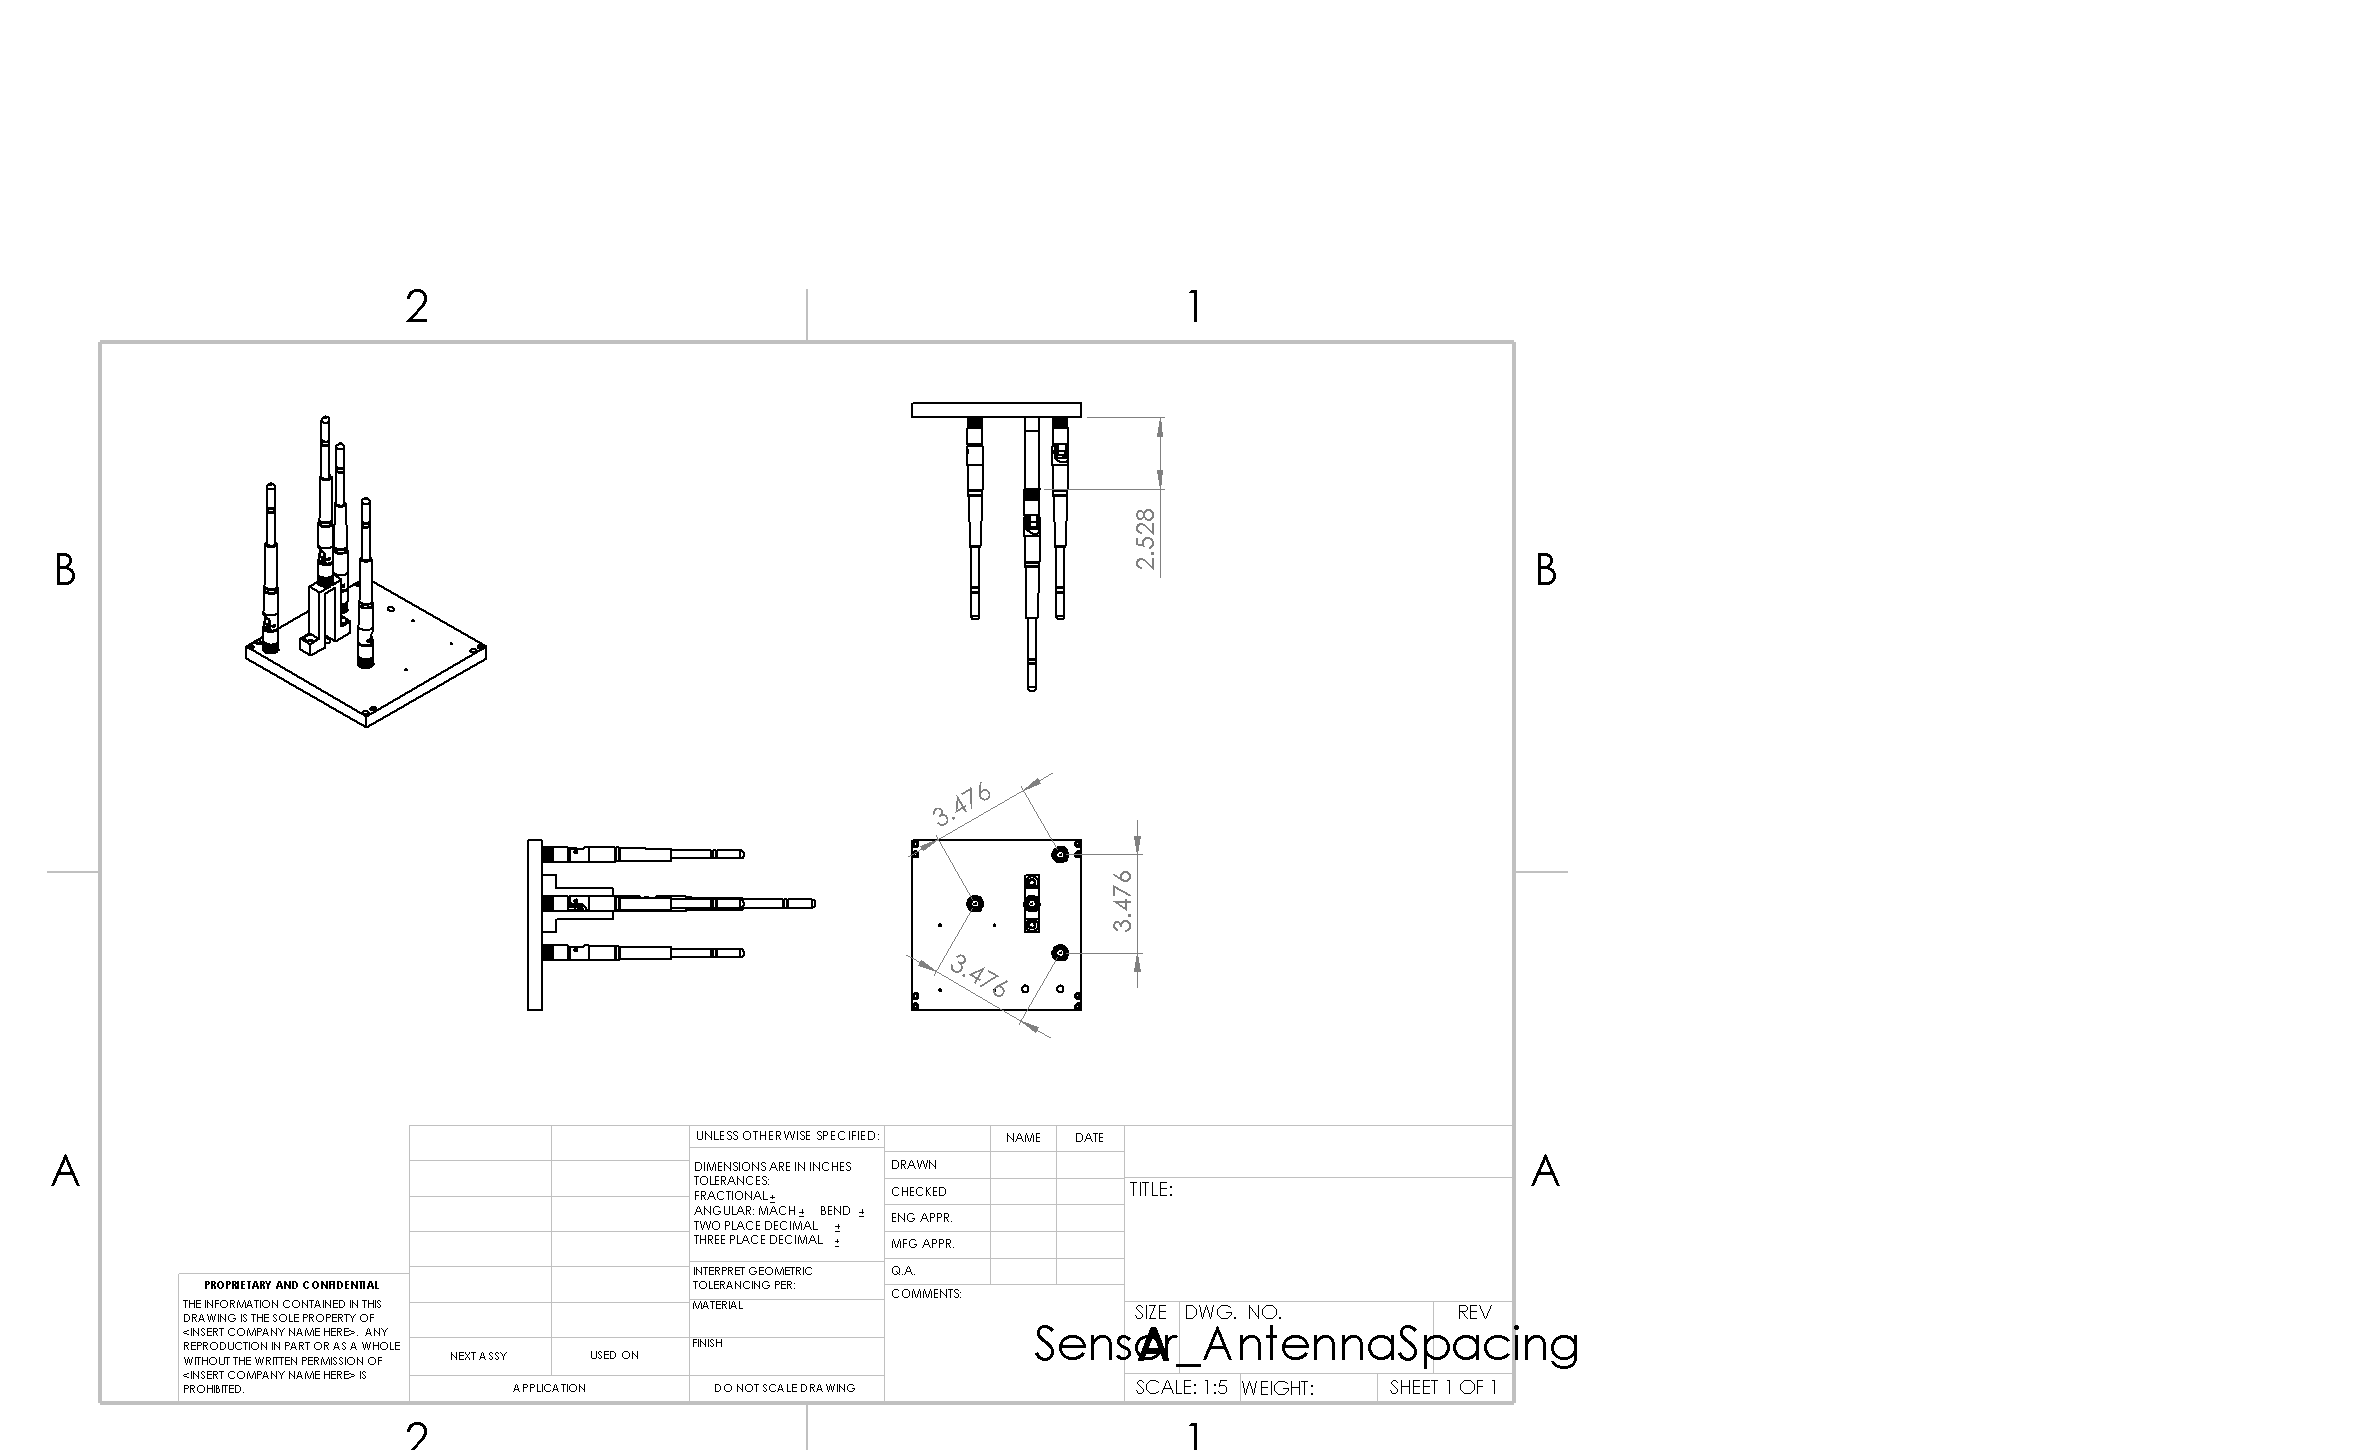 2
1
B
B
2.528
3.476
3.476
3.476
A
A
UNLESS OTHERWISE SPECIFIED:
DIMENSIONS ARE IN INCHES
TOLERANCES:
FRACTIONAL ±
ANGULAR: MACH ± BEND ±
TWO PLACE DECIMAL ±
THREE PLACE DECIMAL ±
INTERPRET GEOMETRIC
TOLERANCING PER:
MATERIAL
FINISH
DO NOT SCALE DRAWING
NEXT ASSY
USED ON
APPLICATION
PROPRIETARY AND CONFIDENTIAL
THE INFORMATION CONTAINED IN THIS
DRAWING IS THE SOLE PROPERTY OF
<INSERT COMPANY NAME HERE>. ANY
REPRODUCTION IN PART OR AS A WHOLE
WITHOUT THE WRITTEN PERMISSION OF
<INSERT COMPANY NAME HERE> IS
PROHIBITED.
NAME
DATE
DRAWN
CHECKED
ENG APPR.
MFG APPR.
Q.A.
COMMENTS:
TITLE:
SIZE
DWG. NO.
REV
A
Sensor_AntennaSpacing
SCALE: 1:5
WEIGHT:
SHEET 1 OF 1
2
1